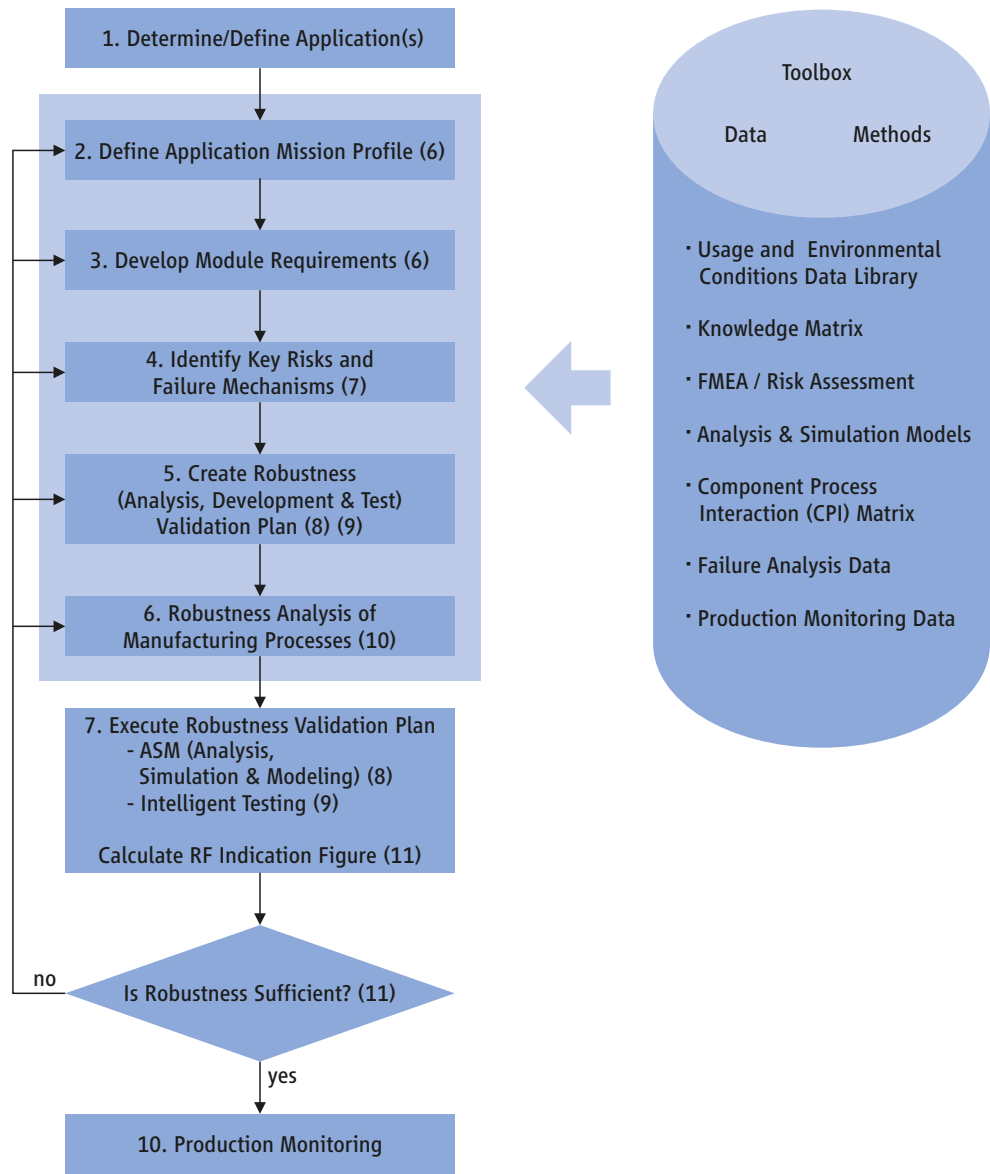 1. Determine/Define Application(s)
2. Define Application Mission Profile (6)
3. Develop Module Requirements (6)
4. Identify Key Risks and
Failure Mechanisms (7)
5. Create Robustness
(Analysis, Development & Test)
Validation Plan (8) (9)
6. Robustness Analysis of
Manufacturing Processes (10)
7. Execute Robustness Validation Plan
- ASM (Analysis,
Simulation & Modeling) (8)
- Intelligent Testing (9)
Calculate RF Indication Figure (11)
no
Is Robustness Sufficient? (11)
yes
10. Production Monitoring
Toolbox
Data Methods
· Usage and Environmental
Conditions Data Library
· Knowledge Matrix
· FMEA / Risk Assessment
· Analysis & Simulation Models
· Component Process
Interaction (CPI) Matrix
· Failure Analysis Data
· Production Monitoring Data